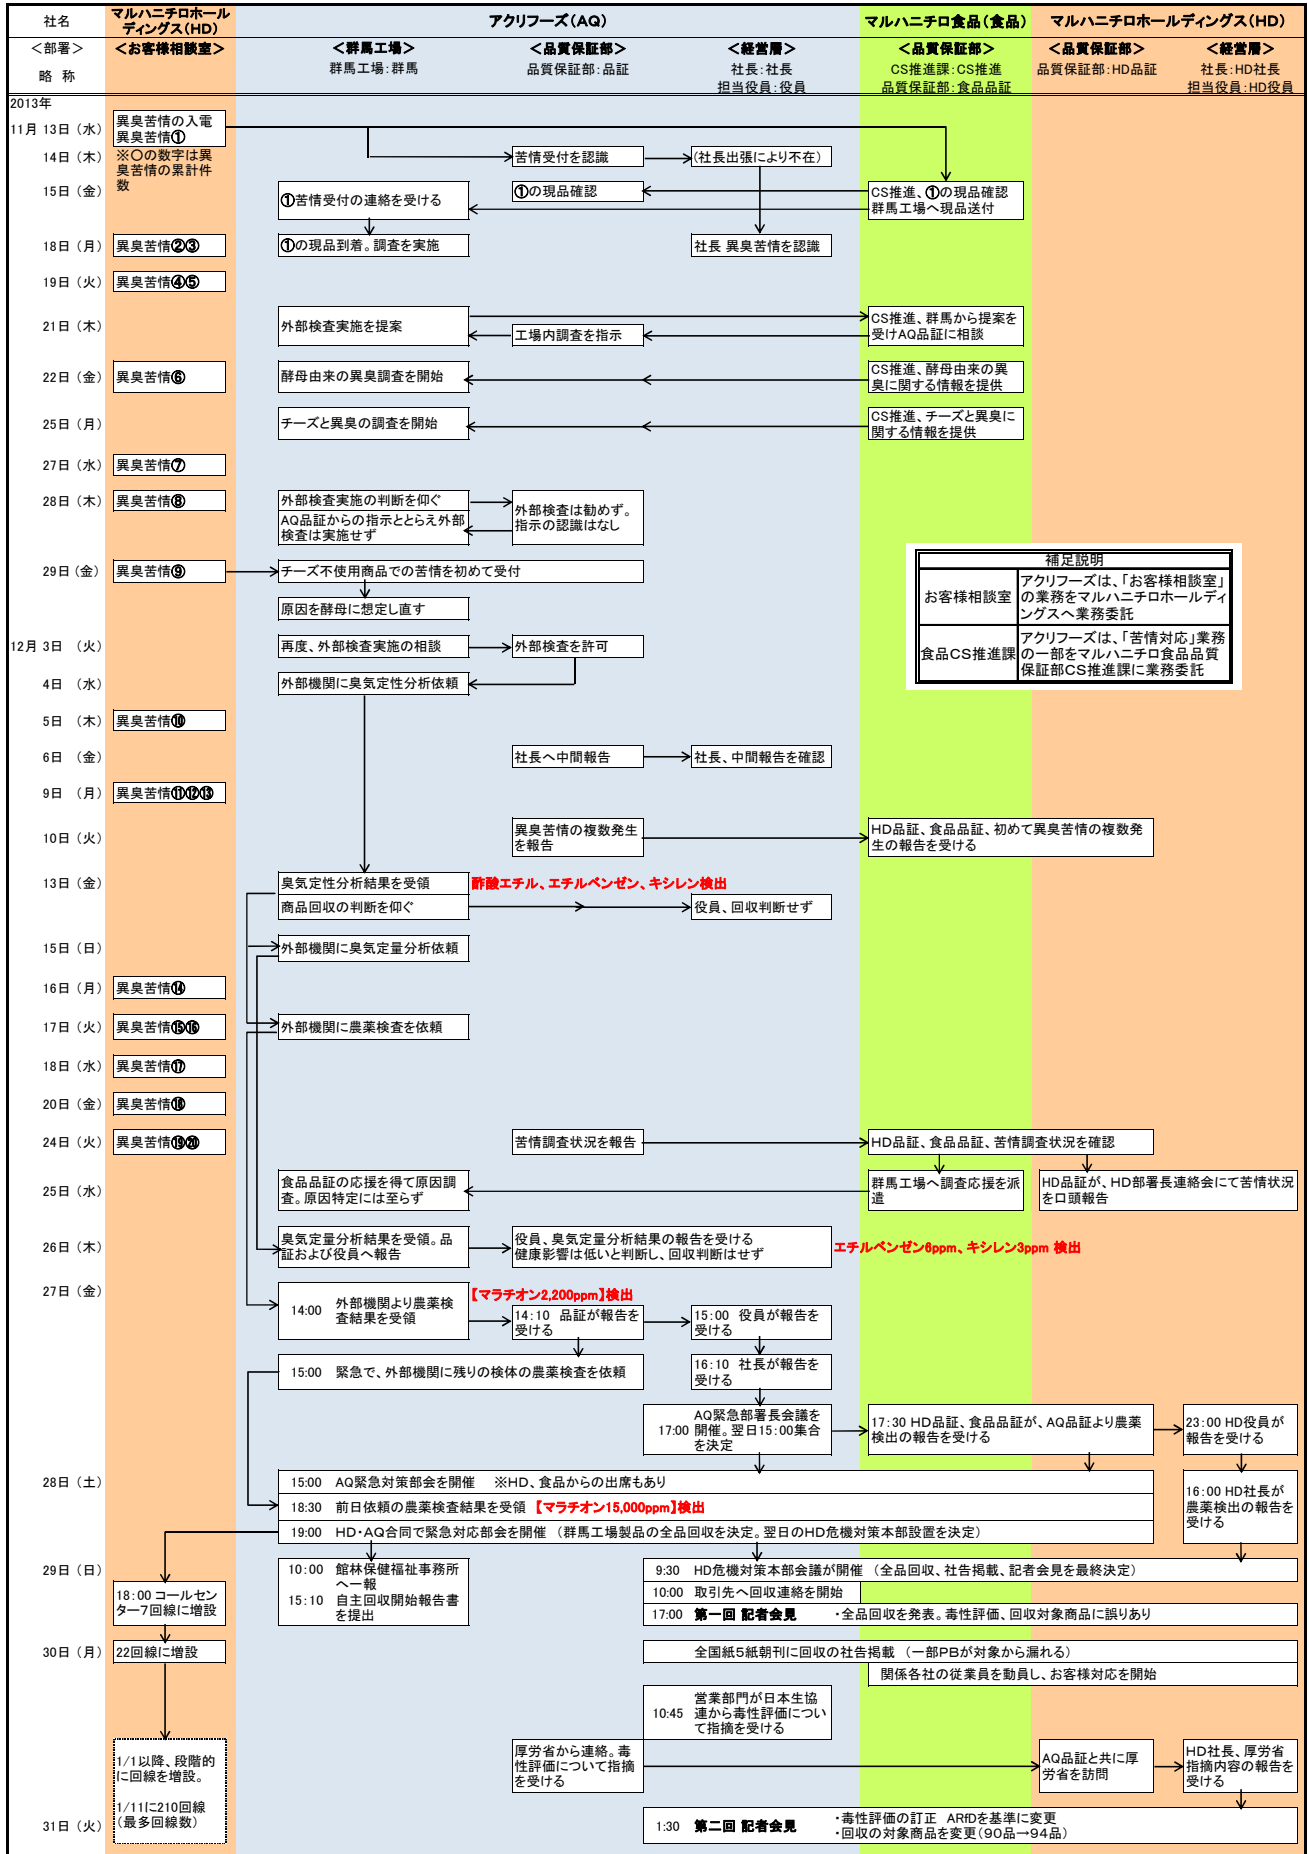 社名
マルハニチロホール
ディングス(HD)
アクリフーズ(AQ)
マルハニチロ食品(食品)
マルハニチロホールディングス(HD)
<部署>
<お客様相談室>
<群馬工場>
<品質保証部>
<経営層>
<品質保証部>
<品質保証部>
<経営層>
略 称
群馬工場:群馬
品質保証部:品証
社長:社長
担当役員:役員
CS推進課:CS推進
品質保証部:食品品証
品質保証部:HD品証
社長:HD社長
担当役員:HD役員
2013年
11月 13日(水)
異臭苦情の入電
異臭苦情①
14日(木)
※〇の数字は異
臭苦情の累計件
数
苦情受付を認識
(社長出張により不在)
15日(金)
①苦情受付の連絡を受ける
①の現品確認
CS推進、①の現品確認
群馬工場へ現品送付
18日(月)
異臭苦情②③
①の現品到着。調査を実施
社長 異臭苦情を認識
19日(火)
異臭苦情④⑤
21日(木)
外部検査実施を提案
工場内調査を指示
CS推進、群馬から提案を
受けAQ品証に相談
22日(金)
異臭苦情⑥
酵母由来の異臭調査を開始
CS推進、酵母由来の異
臭に関する情報を提供
25日(月)
チーズと異臭の調査を開始
CS推進、チーズと異臭に
関する情報を提供
27日(水)
異臭苦情⑦
28日(木)
異臭苦情⑧
外部検査実施の判断を仰ぐ
AQ品証からの指示ととらえ外部
検査は実施せず
外部検査は勧めず。
指示の認識はなし
補足説明
お客様相談室
アクリフーズは、「お客様相談室」
の業務をマルハニチロホールディ
ングスへ業務委託
食品CS推進課
アクリフーズは、「苦情対応」業務
の一部をマルハニチロ食品品質
保証部CS推進課に業務委託
29日(金)
異臭苦情⑨
チーズ不使用商品での苦情を初めて受付
原因を酵母に想定し直す
12月 3日 (火)
再度、外部検査実施の相談
外部検査を許可
4日 (水)
外部機関に臭気定性分析依頼
5日 (木)
異臭苦情⑩
6日 (金)
社長へ中間報告
社長、中間報告を確認
9日 (月)
異臭苦情⑪⑫⑬
10日(火)
異臭苦情の複数発生
を報告
HD品証、食品品証、初めて異臭苦情の複数発
生の報告を受ける
13日(金)
臭気定性分析結果を受領
酢酸エチル、エチルベンゼン、キシレン検出
商品回収の判断を仰ぐ
役員、回収判断せず
15日(日)
外部機関に臭気定量分析依頼
16日(月)
異臭苦情⑭
17日(火)
異臭苦情⑮⑯
外部機関に農薬検査を依頼
18日(水)
異臭苦情⑰
20日(金)
異臭苦情⑱
24日(火)
異臭苦情⑲⑳
苦情調査状況を報告
HD品証、食品品証、苦情調査状況を確認
25日(水)
食品品証の応援を得て原因調
査。原因特定には至らず
群馬工場へ調査応援を派
遣
HD品証が、HD部署長連絡会にて苦情状況
を口頭報告
26日(木)
臭気定量分析結果を受領。品
証および役員へ報告
役員、臭気定量分析結果の報告を受ける
健康影響は低いと判断し、回収判断はせず
エチルベンゼン6ppm、キシレン3ppm 検出
27日(金)
14:00 外部機関より農薬検
査結果を受領
【マラチオン2,200ppm】検出
14:10 品証が報告を
受ける
15:00 役員が報告を
受ける
15:00 緊急で、外部機関に残りの検体の農薬検査を依頼
16:10 社長が報告を
受ける
17:00 AQ緊急部署長会議を
開催。翌日15:00集合
を決定
17:30 HD品証、食品品証が、AQ品証より農薬
検出の報告を受ける
23:00 HD役員が
報告を受ける
28日(土)
15:00 AQ緊急対策部会を開催 ※HD、食品からの出席もあり
18:30 前日依頼の農薬検査結果を受領 【マラチオン15,000ppm】検出
19:00 HD・AQ合同で緊急対応部会を開催 (群馬工場製品の全品回収を決定。翌日のHD危機対策本部設置を決定)
16:00 HD社長が
農薬検出の報告を
受ける
29日(日)
18:00 コールセン
ター7回線に増設
10:00 館林保健福祉事務所
へ一報
15:10 自主回収開始報告書
を提出
9:30 HD危機対策本部会議が開催 (全品回収、社告掲載、記者会見を最終決定)
10:00 取引先へ回収連絡を開始
17:00 第一回 記者会見 ・全品回収を発表。毒性評価、回収対象商品に誤りあり
30日(月)
22回線に増設
全国紙5紙朝刊に回収の社告掲載 (一部PBが対象から漏れる)
関係各社の従業員を動員し、お客様対応を開始
10:45 営業部門が日本生協
連から毒性評価につい
て指摘を受ける
1/1以降、段階的
に回線を増設。
1/11に210回線
(最多回線数)
厚労省から連絡。毒
性評価について指摘
を受ける
AQ品証と共に厚
労省を訪問
HD社長、厚労省
指摘内容の報告を
受ける
31日(火)
1:30 第二回 記者会見
・毒性評価の訂正 ARfDを基準に変更
・回収の対象商品を変更(90品→94品)